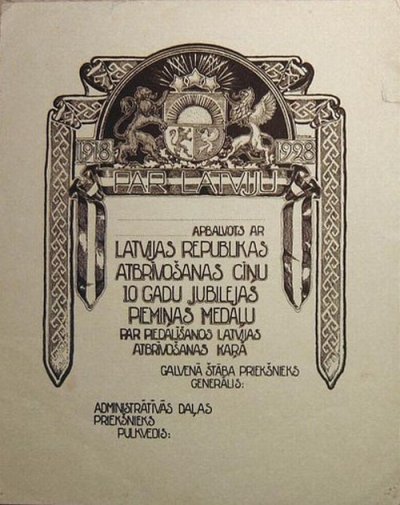 1918 1928
PAR LATVIJU
APBALVOTS AR
LATVIJAS REPUBLIKAS
ATBRĪVOŠANAS CĪŅU
10 GADU JUBILEJAS
PIEMIŅAS MEDAĻU
PAR PIEDALĪŠANOS LATVIJAS
ATBRĪVOŠANAS KARĀ
GALVENĀ ŠTĀBA PRIEKŠNIEKS
GENERĀLIS:
ADMINISTRĀTĪVĀS DAĻAS
PRIEKŠNIEKS
PULKVEDIS: